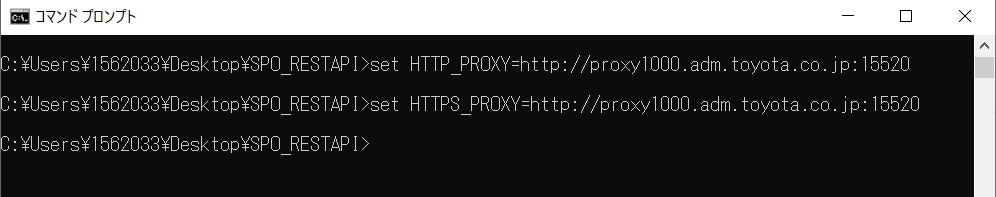 コマンド プロンプト
C:¥Users¥1562033¥Desktop¥SPO_RESTAPI>set HTTP_PROXY=http://proxy1000.adm.toyota.co.jp:15520
C:¥Users¥1562033¥Desktop¥SPO_RESTAPI>set HTTPS_PROXY=http://proxy1000.adm.toyota.co.jp:15520
C:¥Users¥1562033¥Desktop¥SPO_RESTAPI>